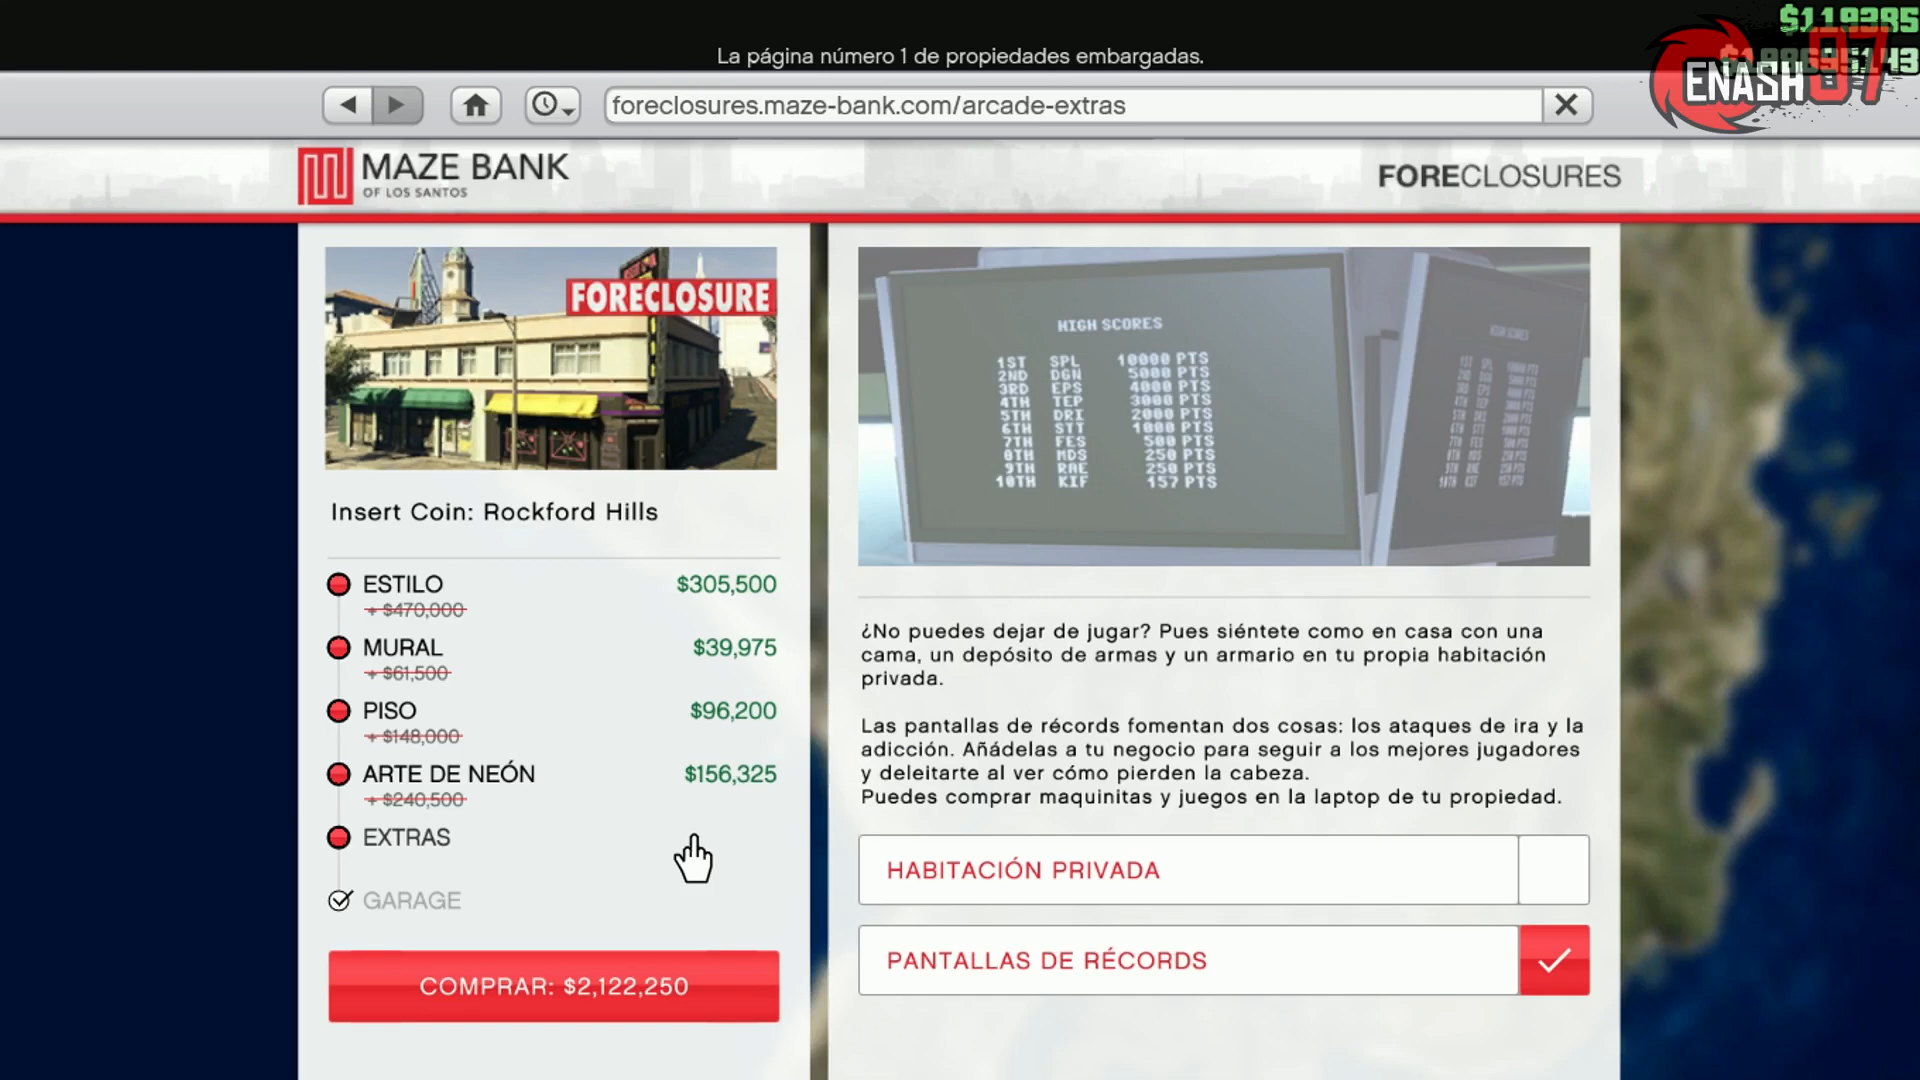 $119385
La página número 1 de propiedades embargadas.
ENASH07
foreclosures.maze-bank.com/arcade-extras
MAZE BANK
OF LOS SANTOS
FORECLOSURES
FORECLOSURE
Insert Coin: Rockford Hills
ESTILO $305,500
+ $470,000
MURAL $39,975
+ $61,500
PISO $96,200
+ $148,000
ARTE DE NEÓN $156,325
+ $240,500
EXTRAS
GARAGE
COMPRAR: $2,122,250
HIGH SCORES
1ST SPL 10000 PTS
2ND DGN 5000 PTS
3RD EPS 4000 PTS
4TH TEP 3000 PTS
5TH DRI 2000 PTS
6TH STT 1000 PTS
7TH FES 500 PTS
8TH MDS 250 PTS
9TH RAE 250 PTS
10TH KIF 157 PTS
HIGH SCORES
¿No puedes dejar de jugar? Pues siéntete como en casa con una
cama, un depósito de armas y un armario en tu propia habitación
privada.
Las pantallas de récords fomentan dos cosas: los ataques de ira y la
adicción. Añádelas a tu negocio para seguir a los mejores jugadores
y deleitarte al ver cómo pierden la cabeza.
Puedes comprar maquinitas y juegos en la laptop de tu propiedad.
HABITACIÓN PRIVADA
PANTALLAS DE RÉCORDS